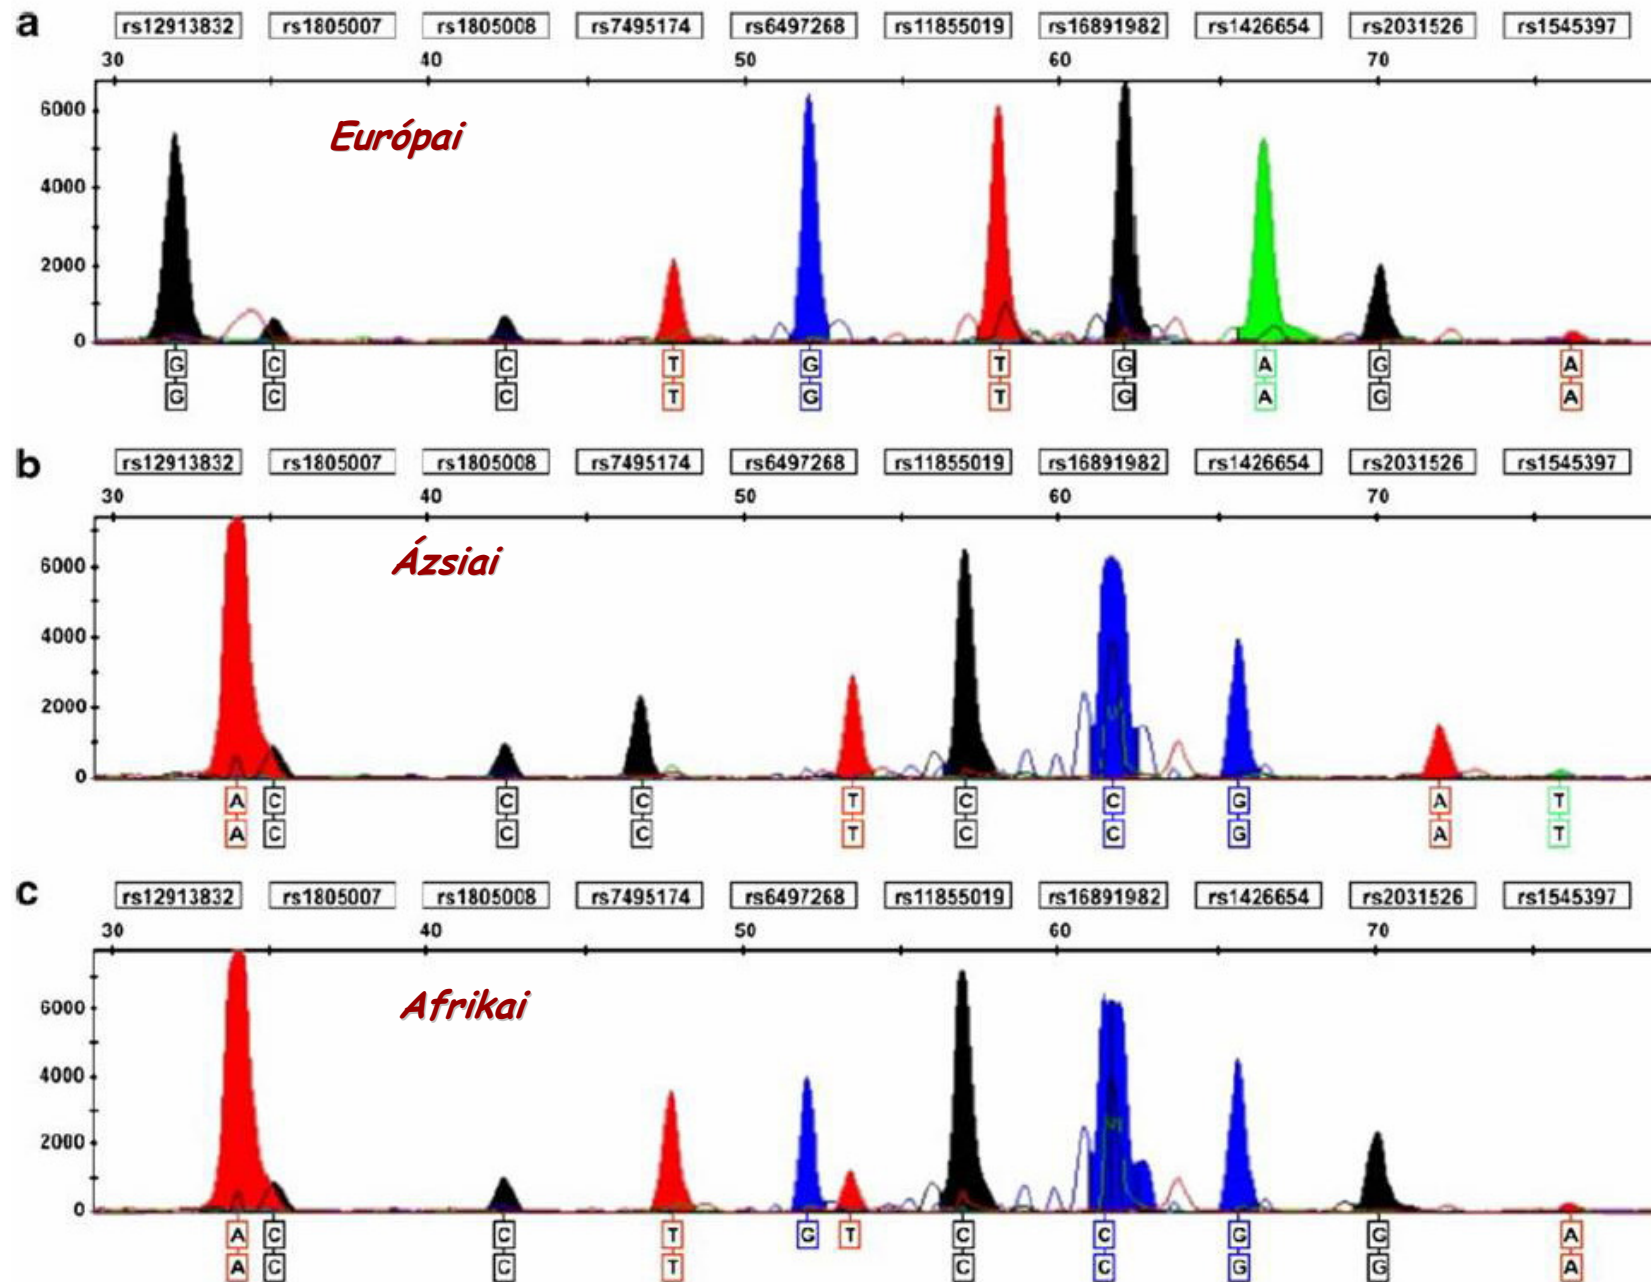 a rs12913832 rs1805007 rs1805008 rs7495174 rs6497268 rs11855019 rs16891982 rs1426654 rs2031526 rs1545397
30 40 50 60 70
Európai
6000
4000
2000
0
G C C T G T G A G A
G C C T G T G A G A
b rs12913832 rs1805007 rs1805008 rs7495174 rs6497268 rs11855019 rs16891982 rs1426654 rs2031526 rs1545397
30 40 50 60 70
Ázsiai
6000
4000
2000
0
A C C C T C C G A T
A C C C T C C G A T
c rs12913832 rs1805007 rs1805008 rs7495174 rs6497268 rs11855019 rs16891982 rs1426654 rs2031526 rs1545397
30 40 50 60 70
Afrikai
6000
4000
2000
0
A C C T G T C C G G A
A C C T C C G G A